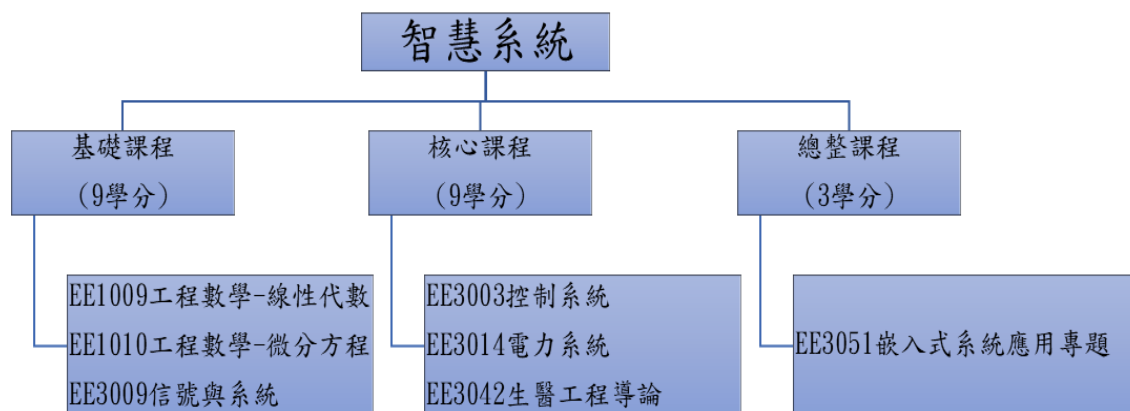 智慧系統
基礎課程
(9學分)
核心課程
(9學分)
總整課程
(3學分)
EE1009工程數學-線性代數
EE1010工程數學-微分方程
EE3009信號與系統
EE3003控制系統
EE3014電力系統
EE3042生醫工程導論
EE3051嵌入式系統應用專題